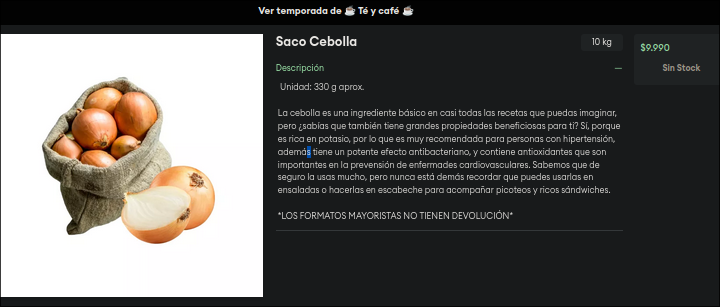 Ver temporada de ☕ Té y café ☕
Saco Cebolla
10 kg
$9.990
Sin Stock
Descripción
Unidad: 330 g aprox.
La cebolla es una ingrediente básico en casi todas las recetas que puedas imaginar,
pero ¿sabías que también tiene grandes propiedades beneficiosas para ti? Sí, porque
es rica en potasio, por lo que es muy recomendada para personas con hipertensión,
además tiene un potente efecto antibacteriano, y contiene antioxidantes que son
importantes en la prevención de enfermades cardiovasculares. Sabemos que de
seguro la usas mucho, pero nunca está demás recordar que puedes usarlas en
ensaladas o hacerlas en escabeche para acompañar picoteos y ricos sándwiches.
*LOS FORMATOS MAYORISTAS NO TIENEN DEVOLUCIÓN*